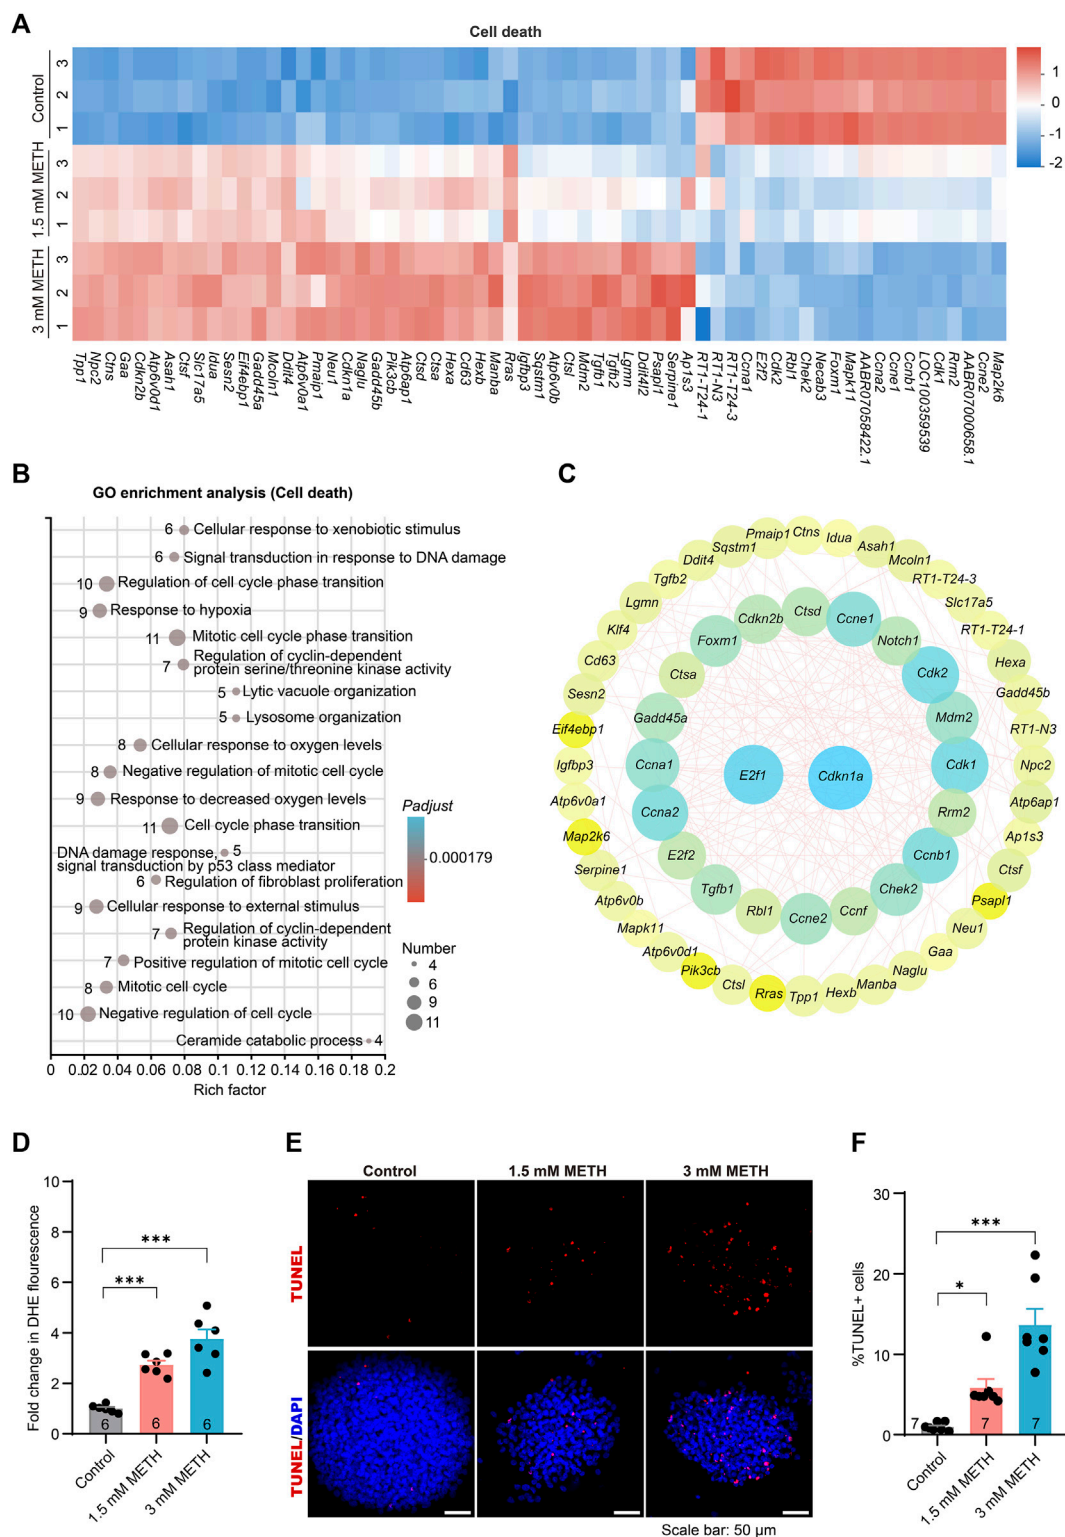 A
Cell death
Control
3
2
1
1.5 mM METH
3
2
1
3 mM METH
3
2
1
1
0
-1
-2
Tpp1
Npc2
Ctns
Gaa
Cdkn2b
Atp6v0d1
Asah1
Ctsf
Slc17a5
Idua
Sesn2
Eif4ebp1
Gadd45a
Mcoln1
Ddit4
Atp6v0a1
Pmaip1
Neu1
Cdkn1a
Naglu
Gadd45b
Pik3cb
Atp6ap1
Ctsd
Ctsa
Hexa
Cd63
Hexb
Manba
Rras
Igfbp3
Sqstm1
Atp6v0b
Ctsl
Mdm2
Tgfb1
Tgfb2
Lgmn
Ddit4l2
Psapl1
Serpine1
Ap1s3
RT1-T24-1
RT1-N3
RT1-T24-3
Ccna1
E2f2
Cdk2
Rbl1
Chek2
Necab3
Foxm1
Mapk11
AABR07058422.1
Ccna2
Ccne1
Ccnb1
LOC100359539
Cdk1
Rrm2
AABR07000658.1
Ccne2
Map2k6
B
GO enrichment analysis (Cell death)
6 Cellular response to xenobiotic stimulus
6 Signal transduction in response to DNA damage
10 Regulation of cell cycle phase transition
9 Response to hypoxia
11 Mitotic cell cycle phase transition
Regulation of cyclin-dependent
7 protein serine/threonine kinase activity
5 Lytic vacuole organization
5 Lysosome organization
8 Cellular response to oxygen levels
8 Negative regulation of mitotic cell cycle
9 Response to decreased oxygen levels
11 Cell cycle phase transition
DNA damage response, 5
signal transduction by p53 class mediator
6 Regulation of fibroblast proliferation
9 Cellular response to external stimulus
7 Regulation of cyclin-dependent
protein kinase activity
7 Positive regulation of mitotic cell cycle
8 Mitotic cell cycle
10 Negative regulation of cell cycle
Ceramide catabolic process 4
0 0.02 0.04 0.06 0.08 0.1 0.12 0.14 0.16 0.18 0.2
Rich factor
Padjust
0.000179
Number
4
6
9
11
C
Pmaip1
Ctns
Idua
Asah1
Mcoln1
RT1-T24-3
Slc17a5
RT1-T24-1
Hexa
Gadd45b
RT1-N3
Npc2
Atp6ap1
Ap1s3
Ctsf
Psapl1
Neu1
Gaa
Naglu
Manba
Hexb
Tpp1
Rras
Ctsl
Pik3cb
Atp6v0d1
Mapk11
Atp6v0b
Serpine1
Map2k6
Atp6v0a1
Igfbp3
Eif4ebp1
Sesn2
Cd63
Klf4
Lgmn
Tgfb2
Ddit4
Sqstm1
Ctsd
Ccne1
Notch1
Cdk2
Mdm2
Cdk1
Rrm2
Ccnb1
Chek2
Ccnf
Ccne2
Rbl1
Tgfb1
E2f2
Ccna2
Ccna1
Gadd45a
Ctsa
Foxm1
Cdkn2b
E2f1
Cdkn1a
D
Fold change in DHE flourescence
10
8
6
4
2
0
***
***
6
6
6
Control
1.5 mM METH
3 mM METH
E
Control
1.5 mM METH
3 mM METH
TUNEL
TUNEL/DAPI
Scale bar: 50 µm
F
%TUNEL+ cells
30
20
10
0
***
*
7
7
7
Control
1.5 mM METH
3 mM METH